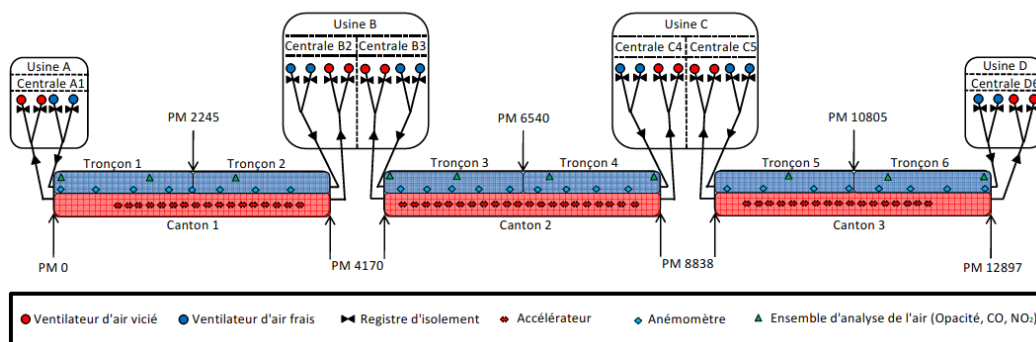 Usine A
Centrale A1
Usine B
Centrale B2
Centrale B3
Usine C
Centrale C4
Centrale C5
Usine D
Centrale D6
PM 2245
PM 6540
PM 10805
Tronçon 1
Tronçon 2
Tronçon 3
Tronçon 4
Tronçon 5
Tronçon 6
Canton 1
Canton 2
Canton 3
PM 0
PM 4170
PM 8838
PM 12897
Ventilateur d'air vicié
Ventilateur d'air frais
Registre d'isolement
Accélérateur
Anémomètre
Ensemble d'analyse de l'air (Opacité, CO, NO₂)